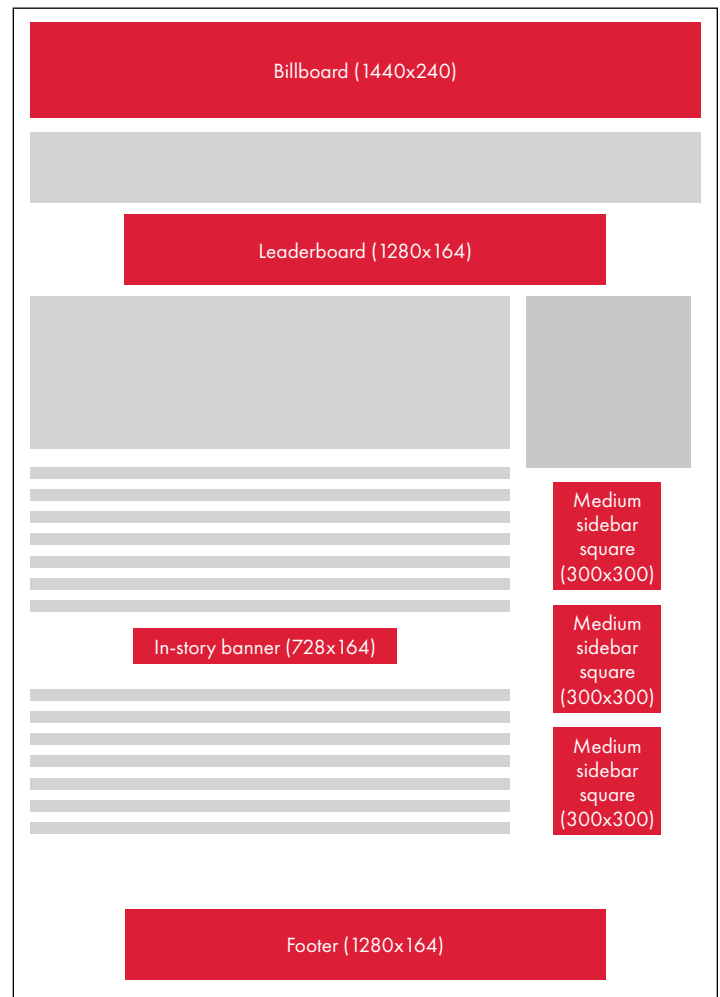 Billboard (1440x240)
Leaderboard (1280x164)
Medium
sidebar
square
(300x300)
In-story banner (728x164)
Medium
sidebar
square
(300x300)
Medium
sidebar
square
(300x300)
Footer (1280x164)